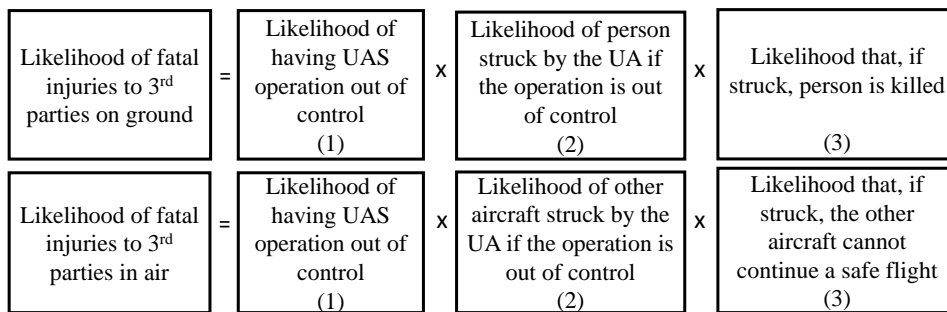 Likelihood of fatal
injuries to 3rd
parties on ground
=
Likelihood of
having UAS
operation out of
control
(1)
x
Likelihood of person
struck by the UA if
the operation is out
of control
(2)
x
Likelihood that, if
struck, person is killed
(3)
Likelihood of fatal
injuries to 3rd
parties in air
=
Likelihood of
having UAS
operation out of
control
(1)
x
Likelihood of other
aircraft struck by the
UA if the operation is
out of control
(2)
x
Likelihood that, if
struck, the other
aircraft cannot
continue a safe flight
(3)